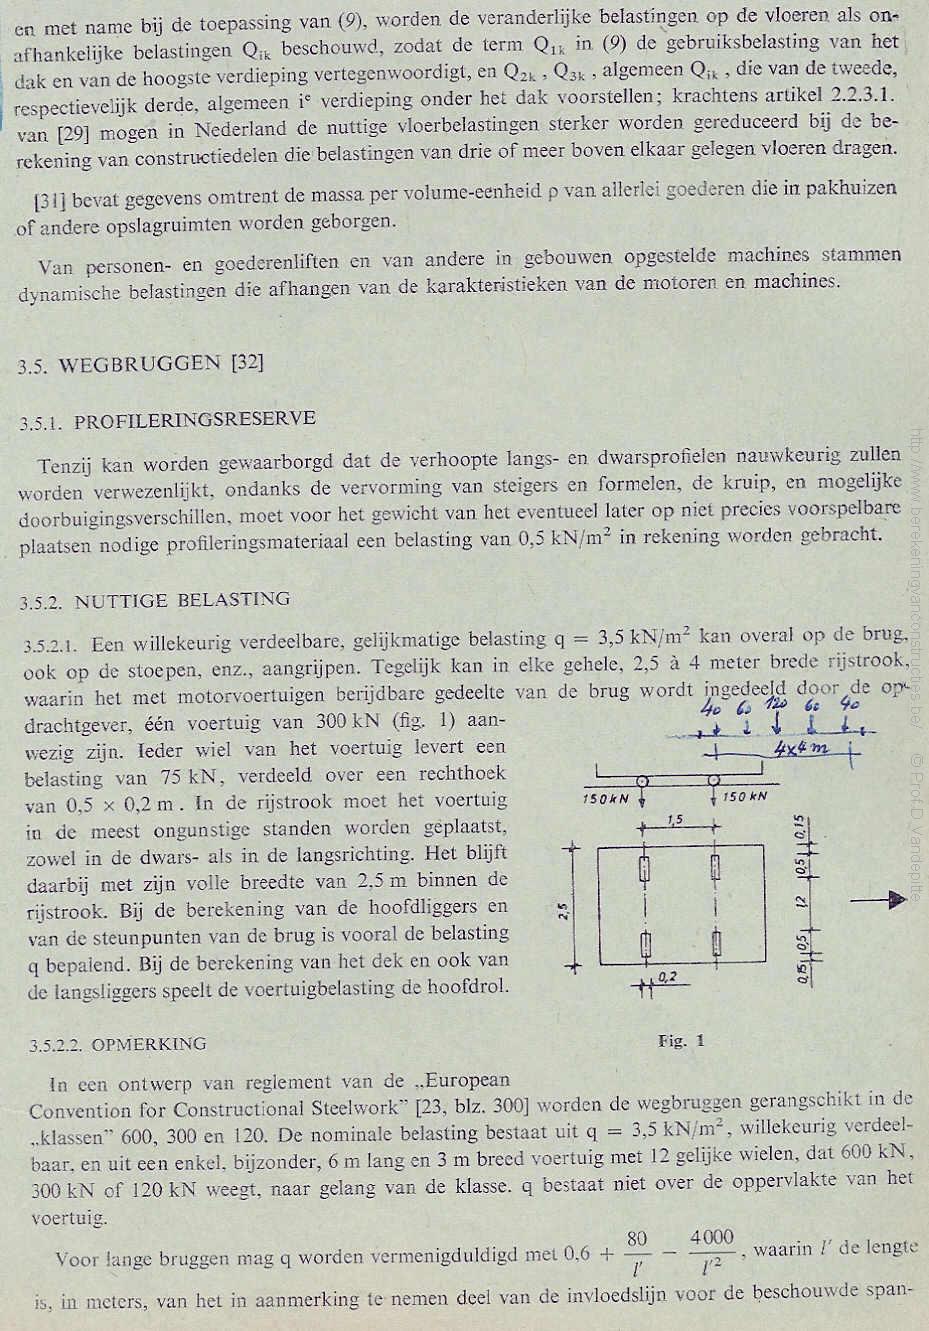 en met name bij de toepassing van (9), worden de veranderlijke belastingen op de vloeren als on-
afhankelijke belastingen Qik beschouwd, zodat de term Q1k in (9) de gebruiksbelasting van het
dak en van de hoogste verdieping vertegenwoordigt, en Q2k , Q3k , algemeen Qik , die van de tweede,
respectievelijk derde, algemeen iᵉ verdieping onder het dak voorstellen; krachtens artikel 2.2.3.1.
van [29] mogen in Nederland de nuttige vloerbelastingen sterker worden gereduceerd bij de be-
rekening van constructiedelen die belastingen van drie of meer boven elkaar gelegen vloeren dragen.
[31] bevat gegevens omtrent de massa per volume-eenheid ρ van allerlei goederen die in pakhuizen
of andere opslagruimten worden geborgen.
Van personen- en goederenliften en van andere in gebouwen opgestelde machines stammen
dynamische belastingen die afhangen van de karakteristieken van de motoren en machines.
3.5. WEGBRUGGEN [32]
3.5.1. PROFILERINGSRESERVE
Tenzij kan worden gewaarborgd dat de verhoopte langs- en dwarsprofielen nauwkeurig zullen
worden verwezenlijkt, ondanks de vervorming van steigers en formelen, de kruip, en mogelijke
doorbuigingsverschillen, moet voor het gewicht van het eventueel later op niet precies voorspelbare
plaatsen nodige profileringsmateriaal een belasting van 0,5 kN/m² in rekening worden gebracht.
3.5.2. NUTTIGE BELASTING
3.5.2.1. Een willekeurig verdeelbare, gelijkmatige belasting q = 3,5 kN/m² kan overal op de brug,
ook op de stoepen, enz., aangrijpen. Tegelijk kan in elke gehele, 2,5 à 4 meter brede rijstrook,
waarin het met motorvoertuigen berijdbare gedeelte van de brug wordt ingedeeld door de op-
drachtgever, één voertuig van 300 kN (fig. 1) aan-
wezig zijn. Ieder wiel van het voertuig levert een
belasting van 75 kN, verdeeld over een rechthoek
van 0,5 × 0,2 m . In de rijstrook moet het voertuig
in de meest ongunstige standen worden geplaatst,
zowel in de dwars- als in de langsrichting. Het blijft
daarbij met zijn volle breedte van 2,5 m binnen de
rijstrook. Bij de berekening van de hoofdliggers en
van de steunpunten van de brug is vooral de belasting
q bepalend. Bij de berekening van het dek en ook van
de langsliggers speelt de voertuigbelasting de hoofdrol.
40 60 120 60 40
4x4 m
150 kN 150 kN
1,5
2,5
0,2
0,15
0,5
1,2
0,5
0,15
Fig. 1
3.5.2.2. OPMERKING
In een ontwerp van reglement van de „European
Convention for Constructional Steelwork” [23, blz. 300] worden de wegbruggen gerangschikt in de
„klassen” 600, 300 en 120. De nominale belasting bestaat uit q = 3,5 kN/m², willekeurig verdeel-
baar, en uit een enkel, bijzonder, 6 m lang en 3 m breed voertuig met 12 gelijke wielen, dat 600 kN,
300 kN of 120 kN weegt, naar gelang van de klasse. q bestaat niet over de oppervlakte van het
voertuig.
Voor lange bruggen mag q worden vermenigduldigd met 0,6 + 80/l′ − 4000/l′², waarin l′ de lengte
is, in meters, van het in aanmerking te nemen deel van de invloedslijn voor de beschouwde span-
http://www.berekeningvanconstructies.be/ © Prof.D.Vandepitte